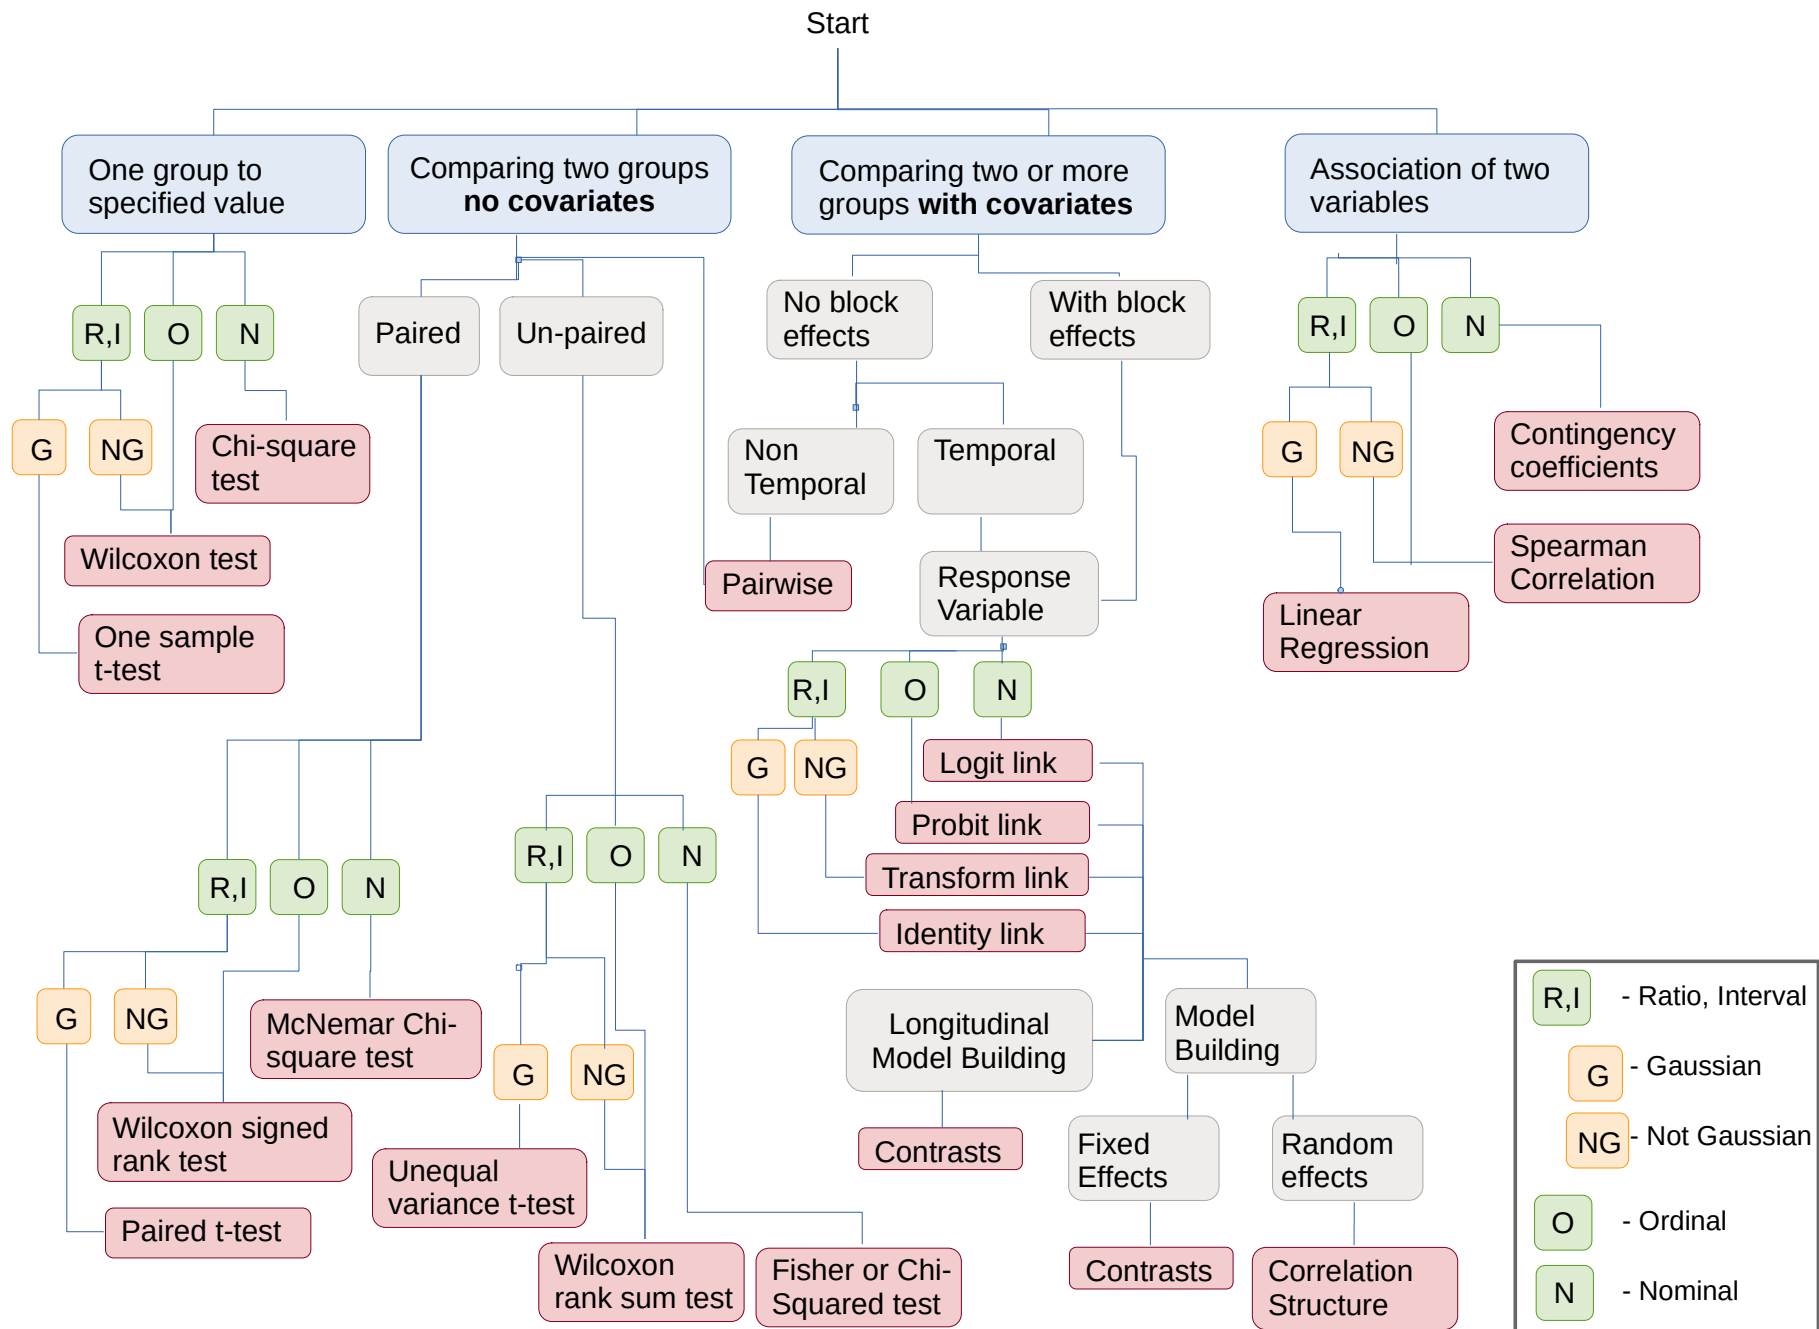 Start
One group to
specified value
Comparing two groups
no covariates
Comparing two or more
groups with covariates
Association of two
variables
R,I
O
N
Paired
Un-paired
No block
effects
With block
effects
R,I
O
N
G
NG
Chi-square
test
Non
Temporal
Temporal
G
NG
Contingency
coefficients
Wilcoxon test
Pairwise
Response
Variable
Spearman
Correlation
One sample
t-test
Linear
Regression
R,I
O
N
G
NG
Logit link
Probit link
Transform link
Identity link
R,I
O
N
R,I
O
N
G
NG
McNemar Chi-
square test
G
NG
Longitudinal
Model Building
Model
Building
Wilcoxon signed
rank test
Unequal
variance t-test
Contrasts
Fixed
Effects
Random
effects
Paired t-test
Wilcoxon
rank sum test
Fisher or Chi-
Squared test
Contrasts
Correlation
Structure
R,I - Ratio, Interval
G - Gaussian
NG - Not Gaussian
O - Ordinal
N - Nominal